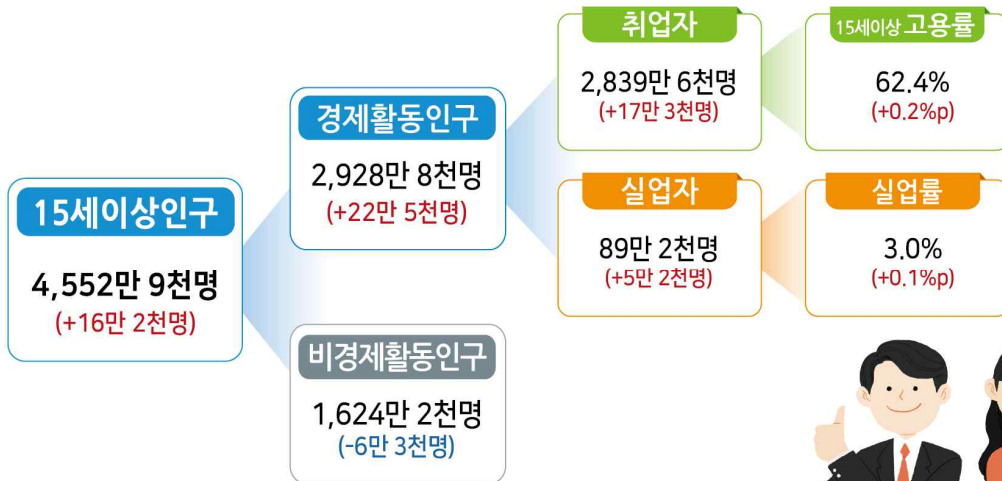 15세이상인구
4,552만 9천명
(+16만 2천명)
경제활동인구
2,928만 8천명
(+22만 5천명)
비경제활동인구
1,624만 2천명
(-6만 3천명)
취업자
2,839만 6천명
(+17만 3천명)
15세이상 고용률
62.4%
(+0.2%p)
실업자
89만 2천명
(+5만 2천명)
실업률
3.0%
(+0.1%p)